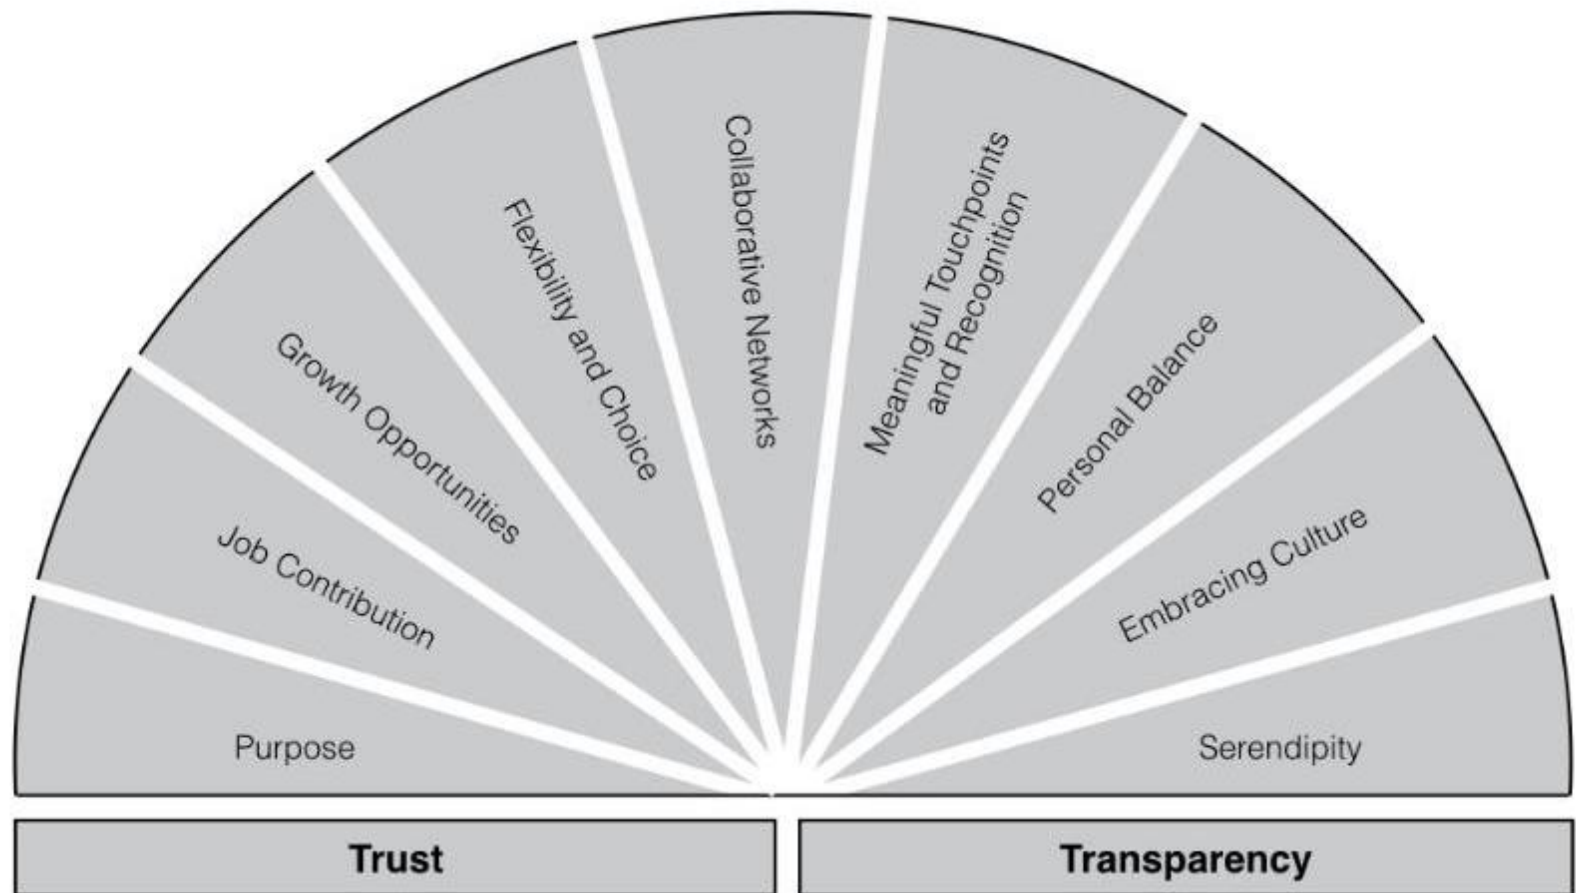 Purpose
Job Contribution
Growth Opportunities
Flexibility and Choice
Collaborative Networks
Meaningful Touchpoints
and Recognition
Personal Balance
Embracing Culture
Serendipity
Trust
Transparency